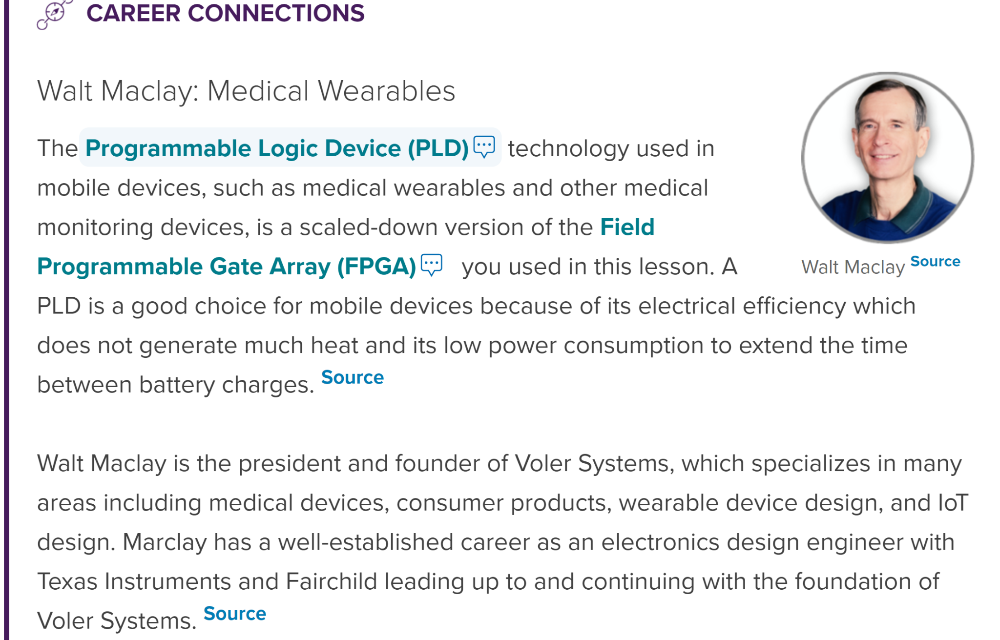 CAREER CONNECTIONS
Walt Maclay: Medical Wearables
The Programmable Logic Device (PLD) technology used in
mobile devices, such as medical wearables and other medical
monitoring devices, is a scaled-down version of the Field
Programmable Gate Array (FPGA) you used in this lesson. A
Walt Maclay Source
PLD is a good choice for mobile devices because of its electrical efficiency which
does not generate much heat and its low power consumption to extend the time
between battery charges. Source
Walt Maclay is the president and founder of Voler Systems, which specializes in many
areas including medical devices, consumer products, wearable device design, and IoT
design. Marclay has a well-established career as an electronics design engineer with
Texas Instruments and Fairchild leading up to and continuing with the foundation of
Voler Systems. Source